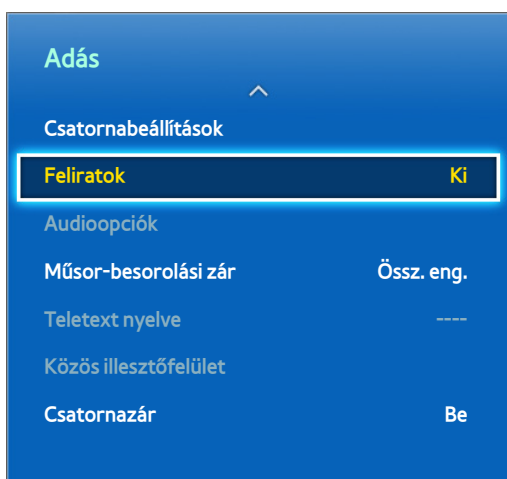 Adás
Csatornabeállítások
Feliratok Ki
Audioopciók
Műsor-besorolási zár Össz. eng.
Teletext nyelve ----
Közös illesztőfelület
Csatornazár Be